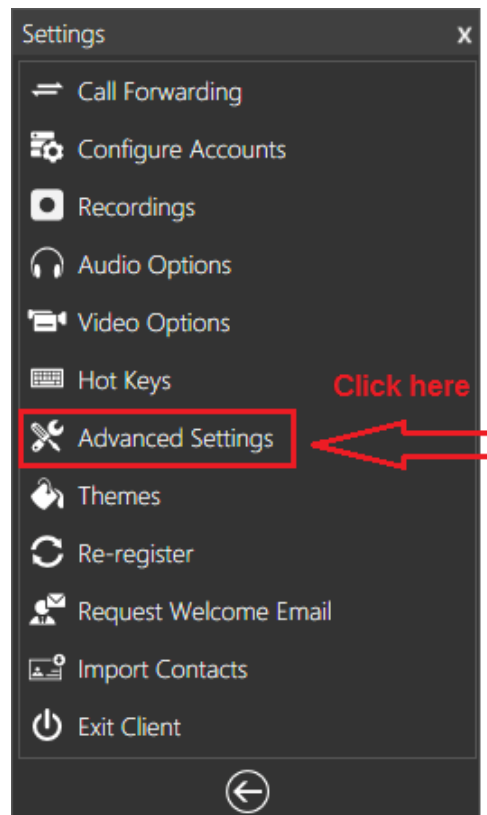 Settings x
Call Forwarding
Configure Accounts
Recordings
Audio Options
Video Options
Hot Keys
Click here
Advanced Settings
Themes
Re-register
Request Welcome Email
Import Contacts
Exit Client